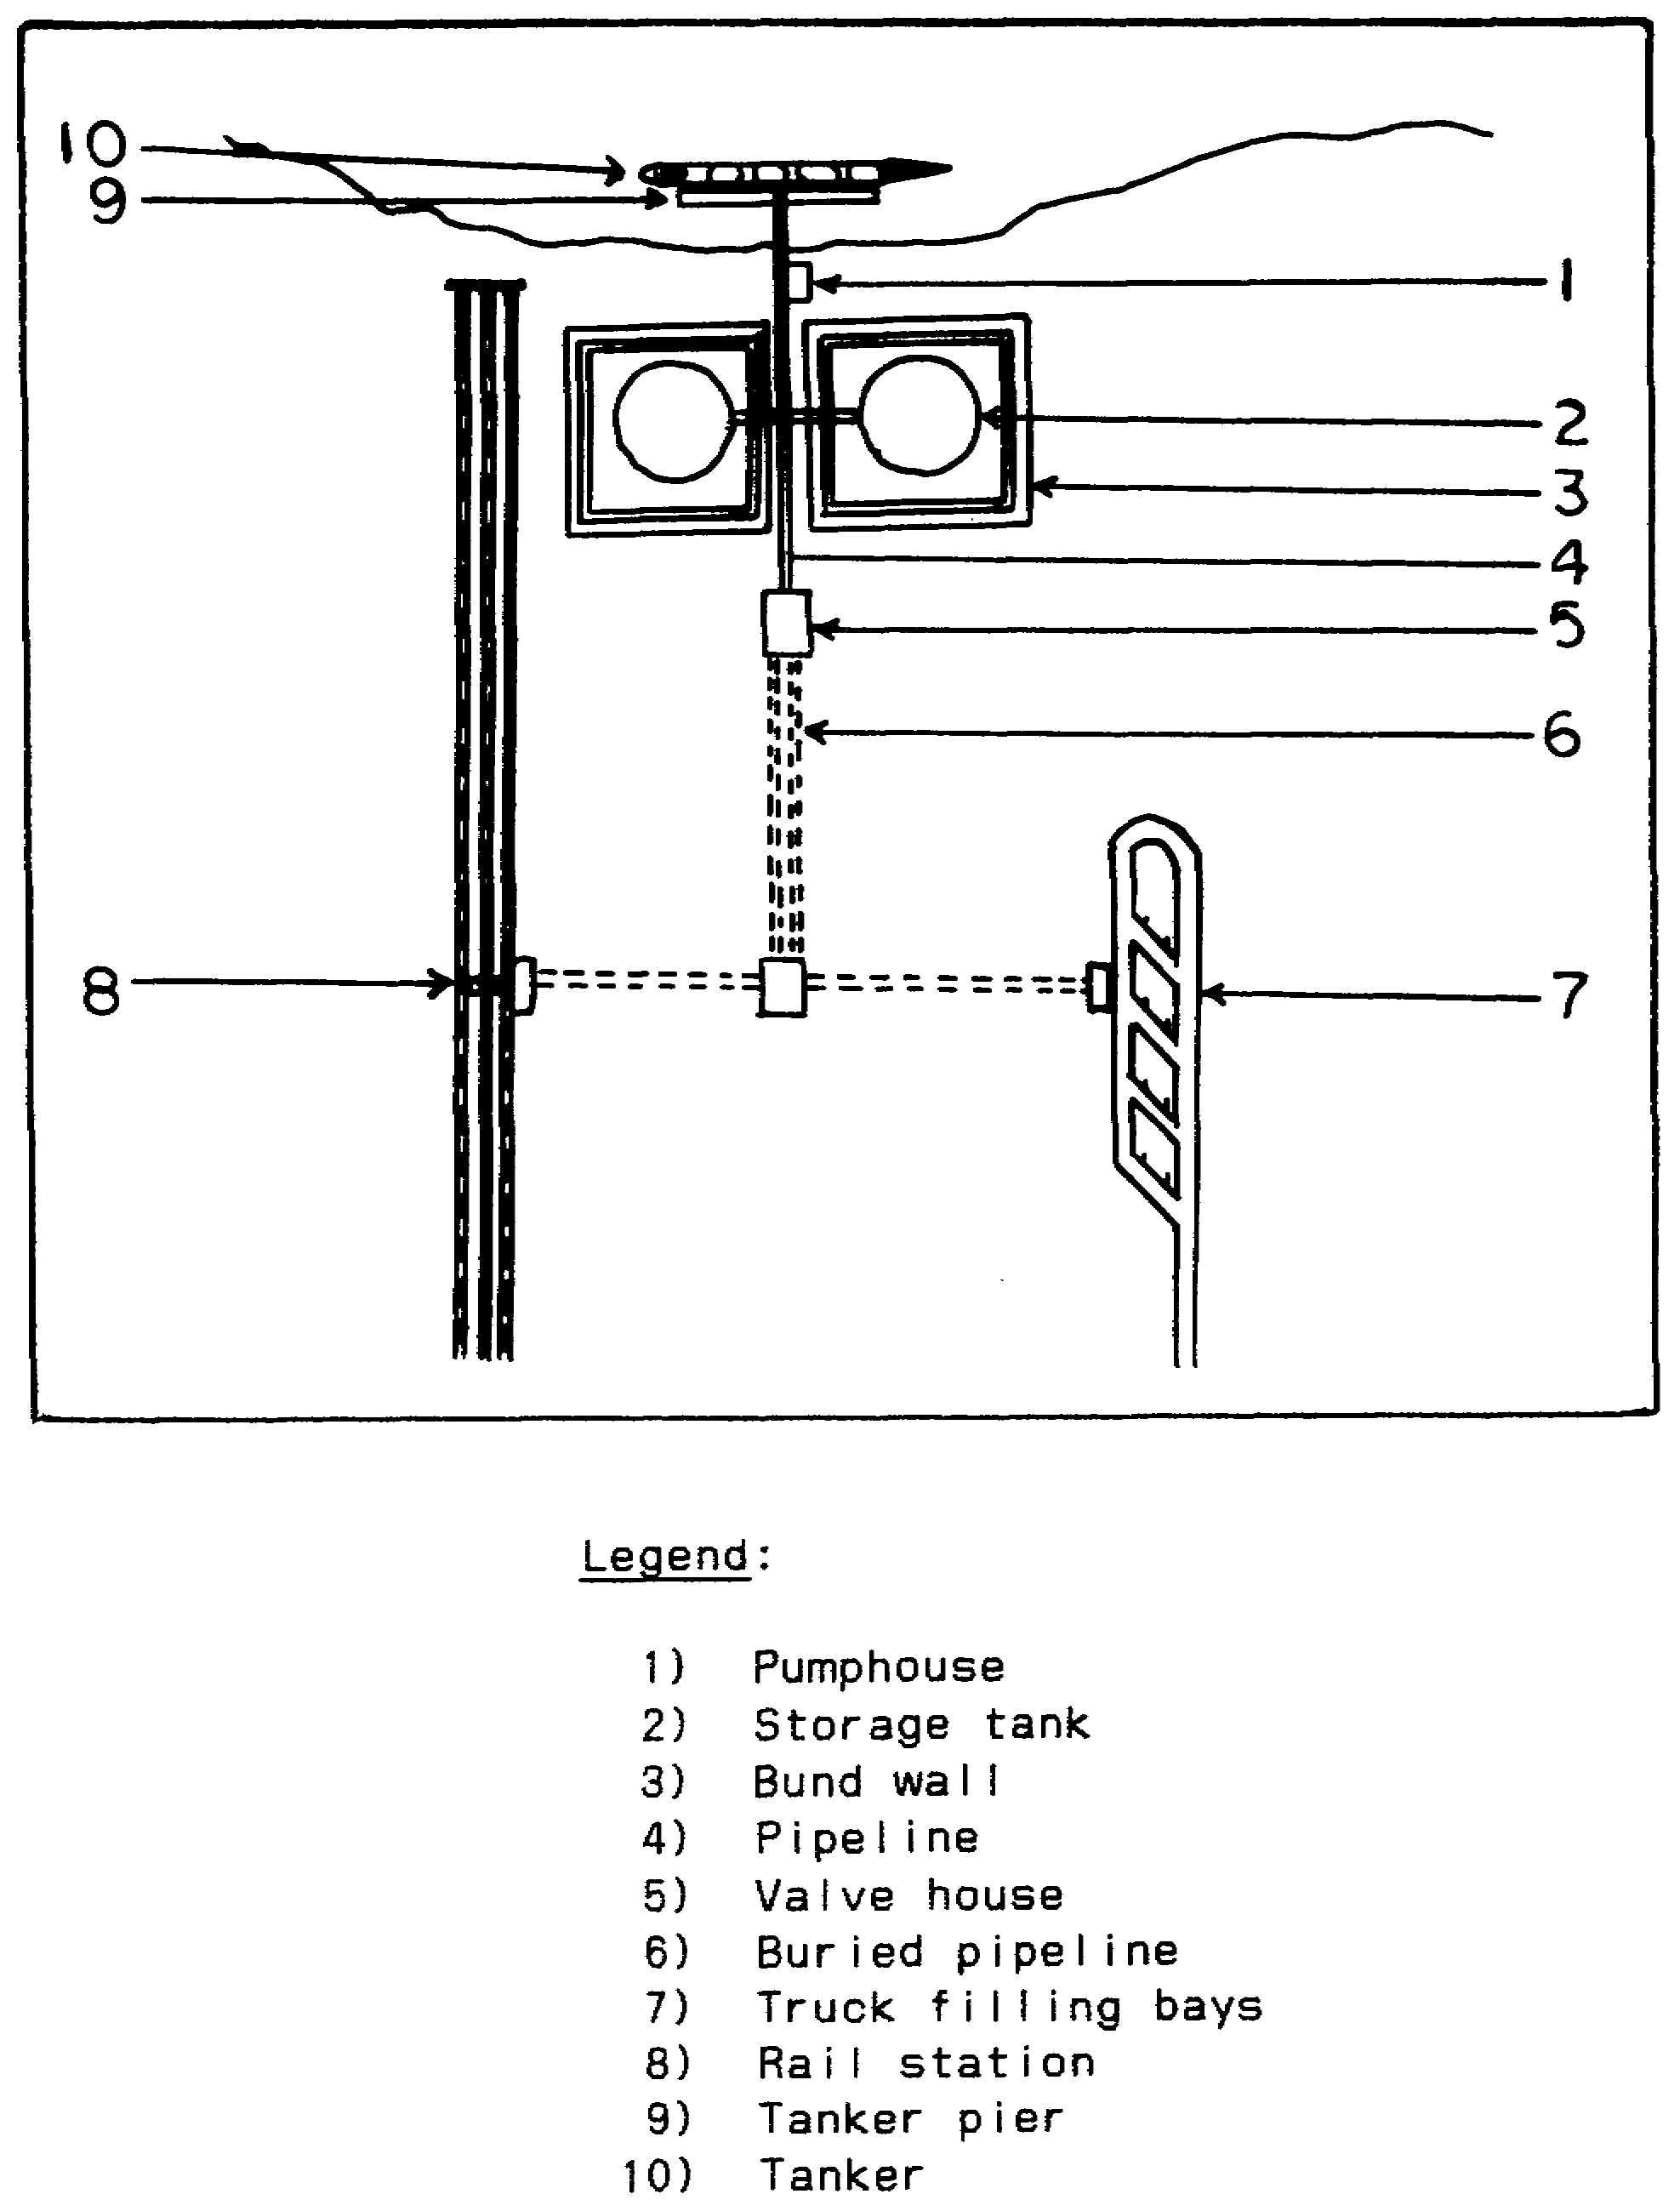 10
9
1
2
3
4
5
6
8
7
Legend:
1) Pumphouse
2) Storage tank
3) Bund wall
4) Pipeline
5) Valve house
6) Buried pipeline
7) Truck filling bays
8) Rail station
9) Tanker pier
10) Tanker